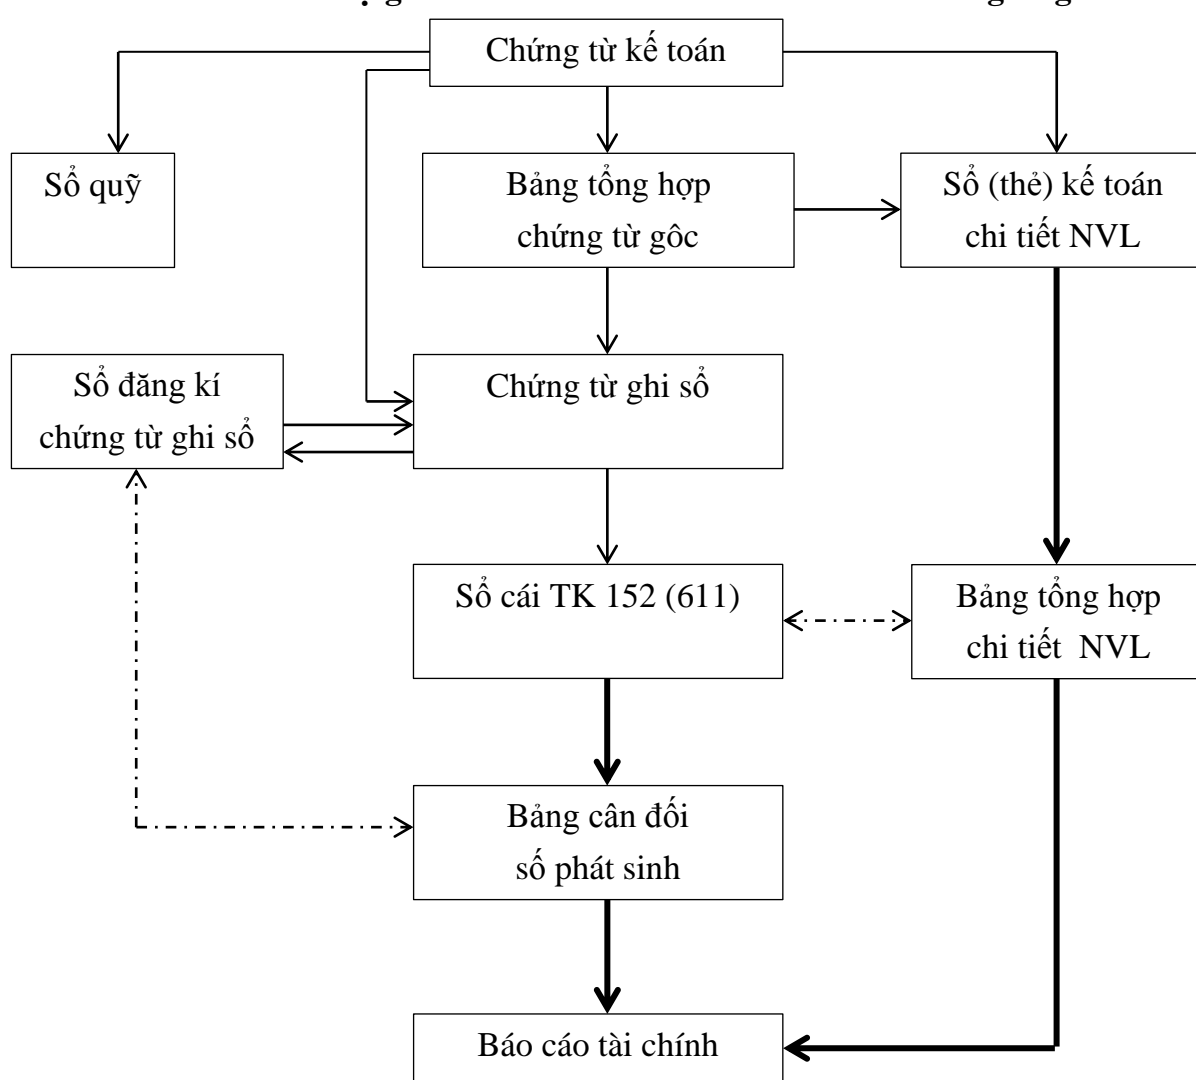 Chứng từ kế toán
Sổ quỹ
Bảng tổng hợp
chứng từ gôc
Sổ (thẻ) kế toán
chi tiết NVL
Sổ đăng kí
chứng từ ghi sổ
Chứng từ ghi sổ
Sổ cái TK 152 (611)
Bảng tổng hợp
chi tiết NVL
Bảng cân đối
số phát sinh
Báo cáo tài chính